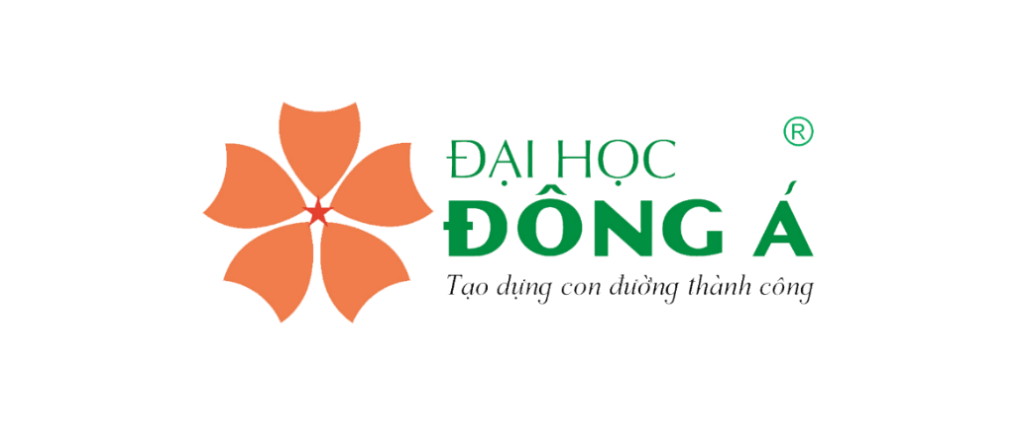 ®
ĐẠI HỌC
ĐÔNG Á
Tạo dựng con đường thành công